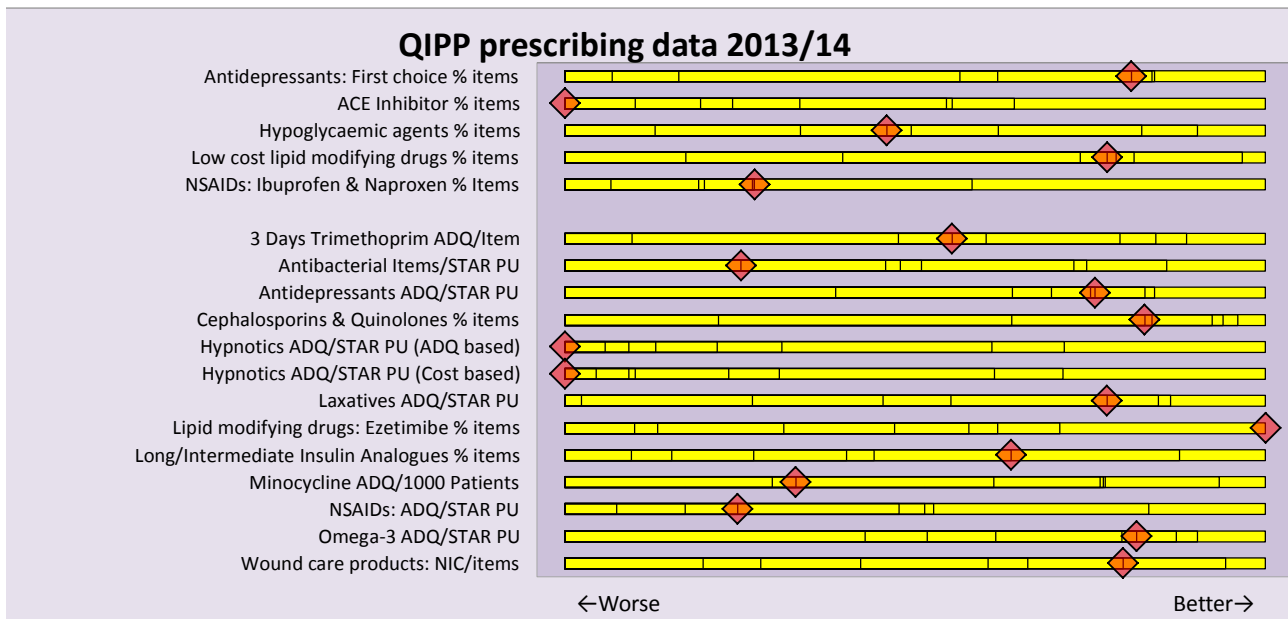 QIPP prescribing data 2013/14
Antidepressants: First choice % items
ACE Inhibitor % items
Hypoglycaemic agents % items
Low cost lipid modifying drugs % items
NSAIDs: Ibuprofen & Naproxen % Items
3 Days Trimethoprim ADQ/Item
Antibacterial Items/STAR PU
Antidepressants ADQ/STAR PU
Cephalosporins & Quinolones % items
Hypnotics ADQ/STAR PU (ADQ based)
Hypnotics ADQ/STAR PU (Cost based)
Laxatives ADQ/STAR PU
Lipid modifying drugs: Ezetimibe % items
Long/Intermediate Insulin Analogues % items
Minocycline ADQ/1000 Patients
NSAIDs: ADQ/STAR PU
Omega-3 ADQ/STAR PU
Wound care products: NIC/items
←Worse Better→